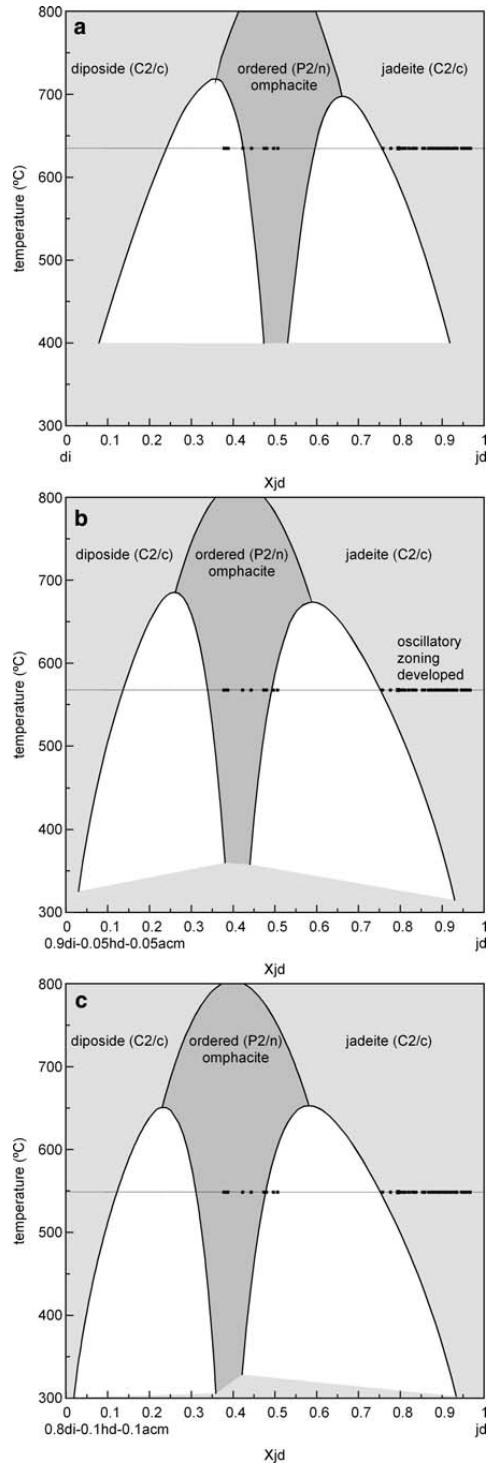 a
800
700
600
500
400
300
temperature (ºC)
diposide (C2/c)
ordered (P2/n)
omphacite
jadeite (C2/c)
0 0.1 0.2 0.3 0.4 0.5 0.6 0.7 0.8 0.9 1
di jd
Xjd
b
800
700
600
500
400
300
temperature (ºC)
diposide (C2/c)
ordered (P2/n)
omphacite
jadeite (C2/c)
oscillatory
zoning
developed
0 0.1 0.2 0.3 0.4 0.5 0.6 0.7 0.8 0.9 1
0.9di-0.05hd-0.05acm jd
Xjd
c
800
700
600
500
400
300
temperature (ºC)
diposide (C2/c)
ordered (P2/n)
omphacite
jadeite (C2/c)
0 0.1 0.2 0.3 0.4 0.5 0.6 0.7 0.8 0.9 1
0.8di-0.1hd-0.1acm jd
Xjd